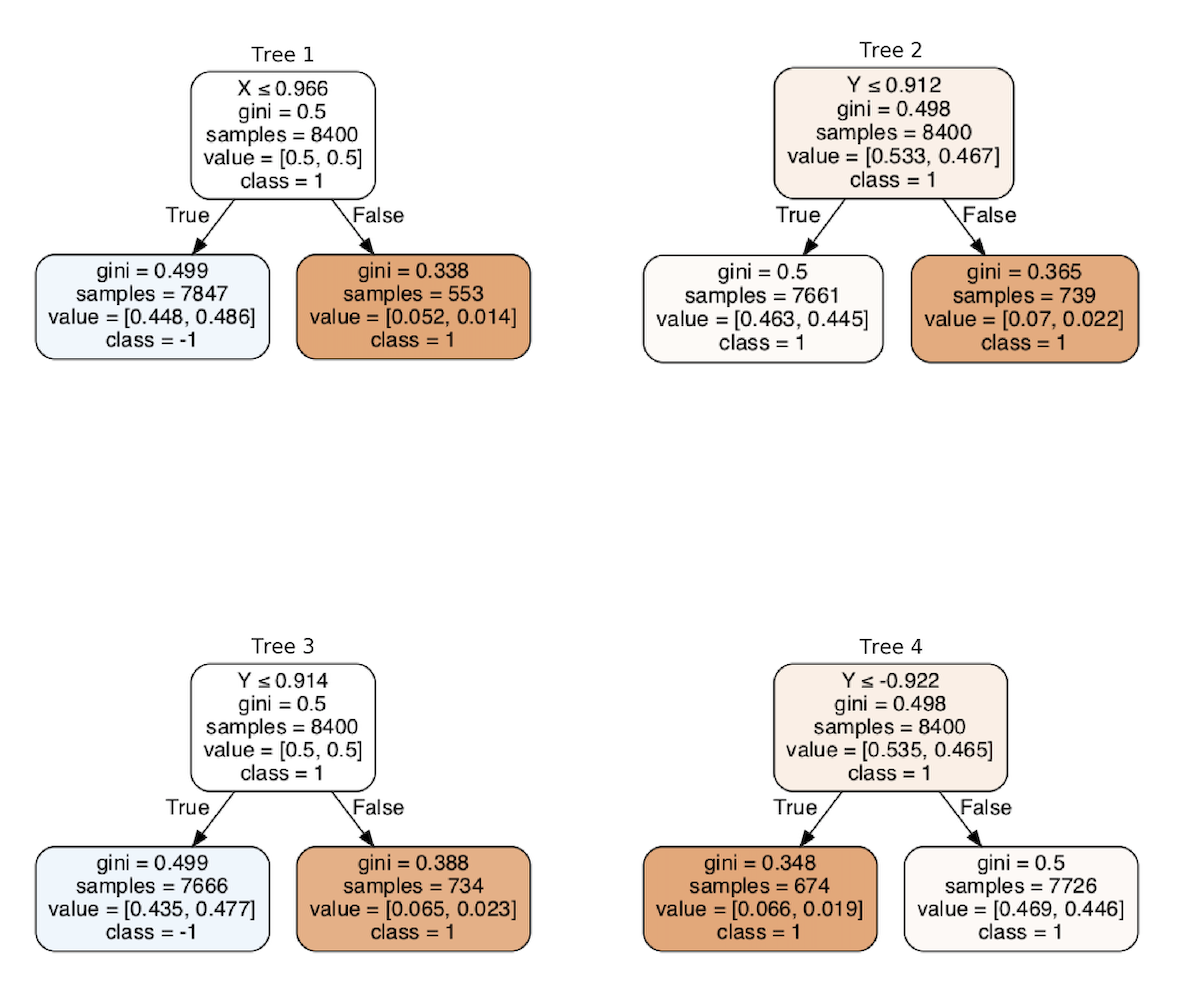 Tree 1
X ≤ 0.966
gini = 0.5
samples = 8400
value = [0.5, 0.5]
class = 1
True
False
gini = 0.499
samples = 7847
value = [0.448, 0.486]
class = -1
gini = 0.338
samples = 553
value = [0.052, 0.014]
class = 1
Tree 2
Y ≤ 0.912
gini = 0.498
samples = 8400
value = [0.533, 0.467]
class = 1
True
False
gini = 0.5
samples = 7661
value = [0.463, 0.445]
class = 1
gini = 0.365
samples = 739
value = [0.07, 0.022]
class = 1
Tree 3
Y ≤ 0.914
gini = 0.5
samples = 8400
value = [0.5, 0.5]
class = 1
True
False
gini = 0.499
samples = 7666
value = [0.435, 0.477]
class = -1
gini = 0.388
samples = 734
value = [0.065, 0.023]
class = 1
Tree 4
Y ≤ -0.922
gini = 0.498
samples = 8400
value = [0.535, 0.465]
class = 1
True
False
gini = 0.348
samples = 674
value = [0.066, 0.019]
class = 1
gini = 0.5
samples = 7726
value = [0.469, 0.446]
class = 1